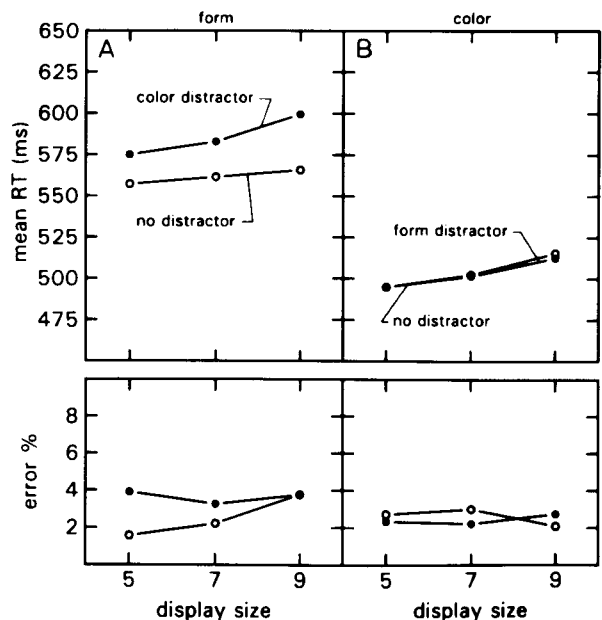 form
color
A
B
650
625
600
575
550
525
500
475
mean RT (ms)
color distractor
no distractor
form distractor
no distractor
8
6
4
2
error %
5 7 9
5 7 9
display size
display size